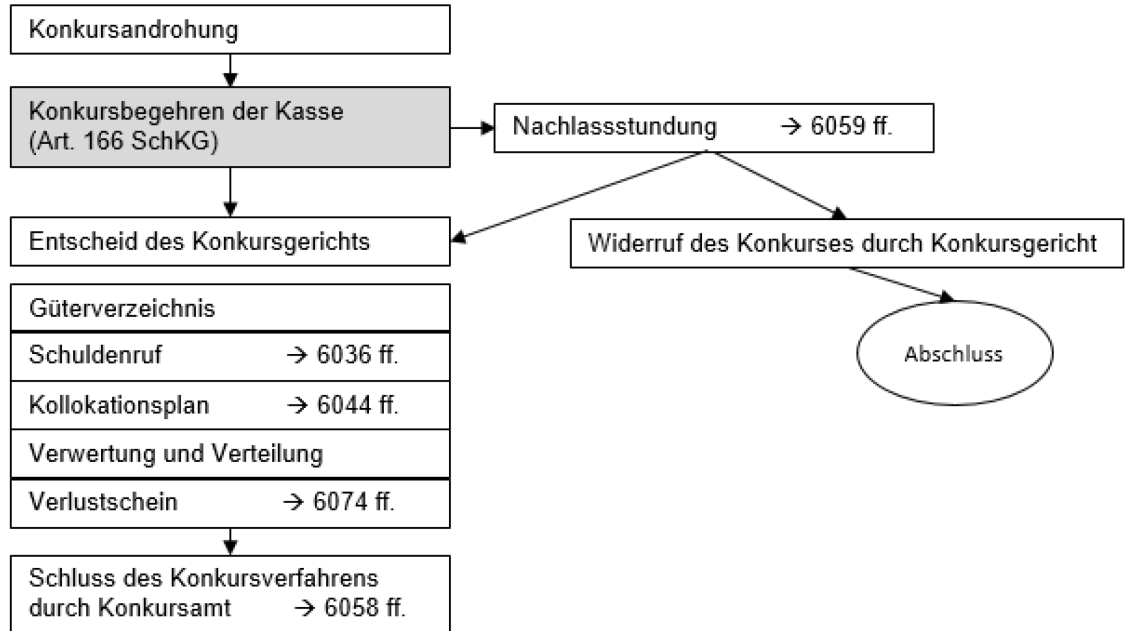 Konkursandrohung
Konkursbegehren der Kasse
(Art. 166 SchKG)
Nachlassstundung → 6059 ff.
Entscheid des Konkursgerichts
Widerruf des Konkurses durch Konkursgericht
Güterverzeichnis
Schuldenruf → 6036 ff.
Abschluss
Kollokationsplan → 6044 ff.
Verwertung und Verteilung
Verlustschein → 6074 ff.
Schluss des Konkursverfahrens
durch Konkursamt → 6058 ff.